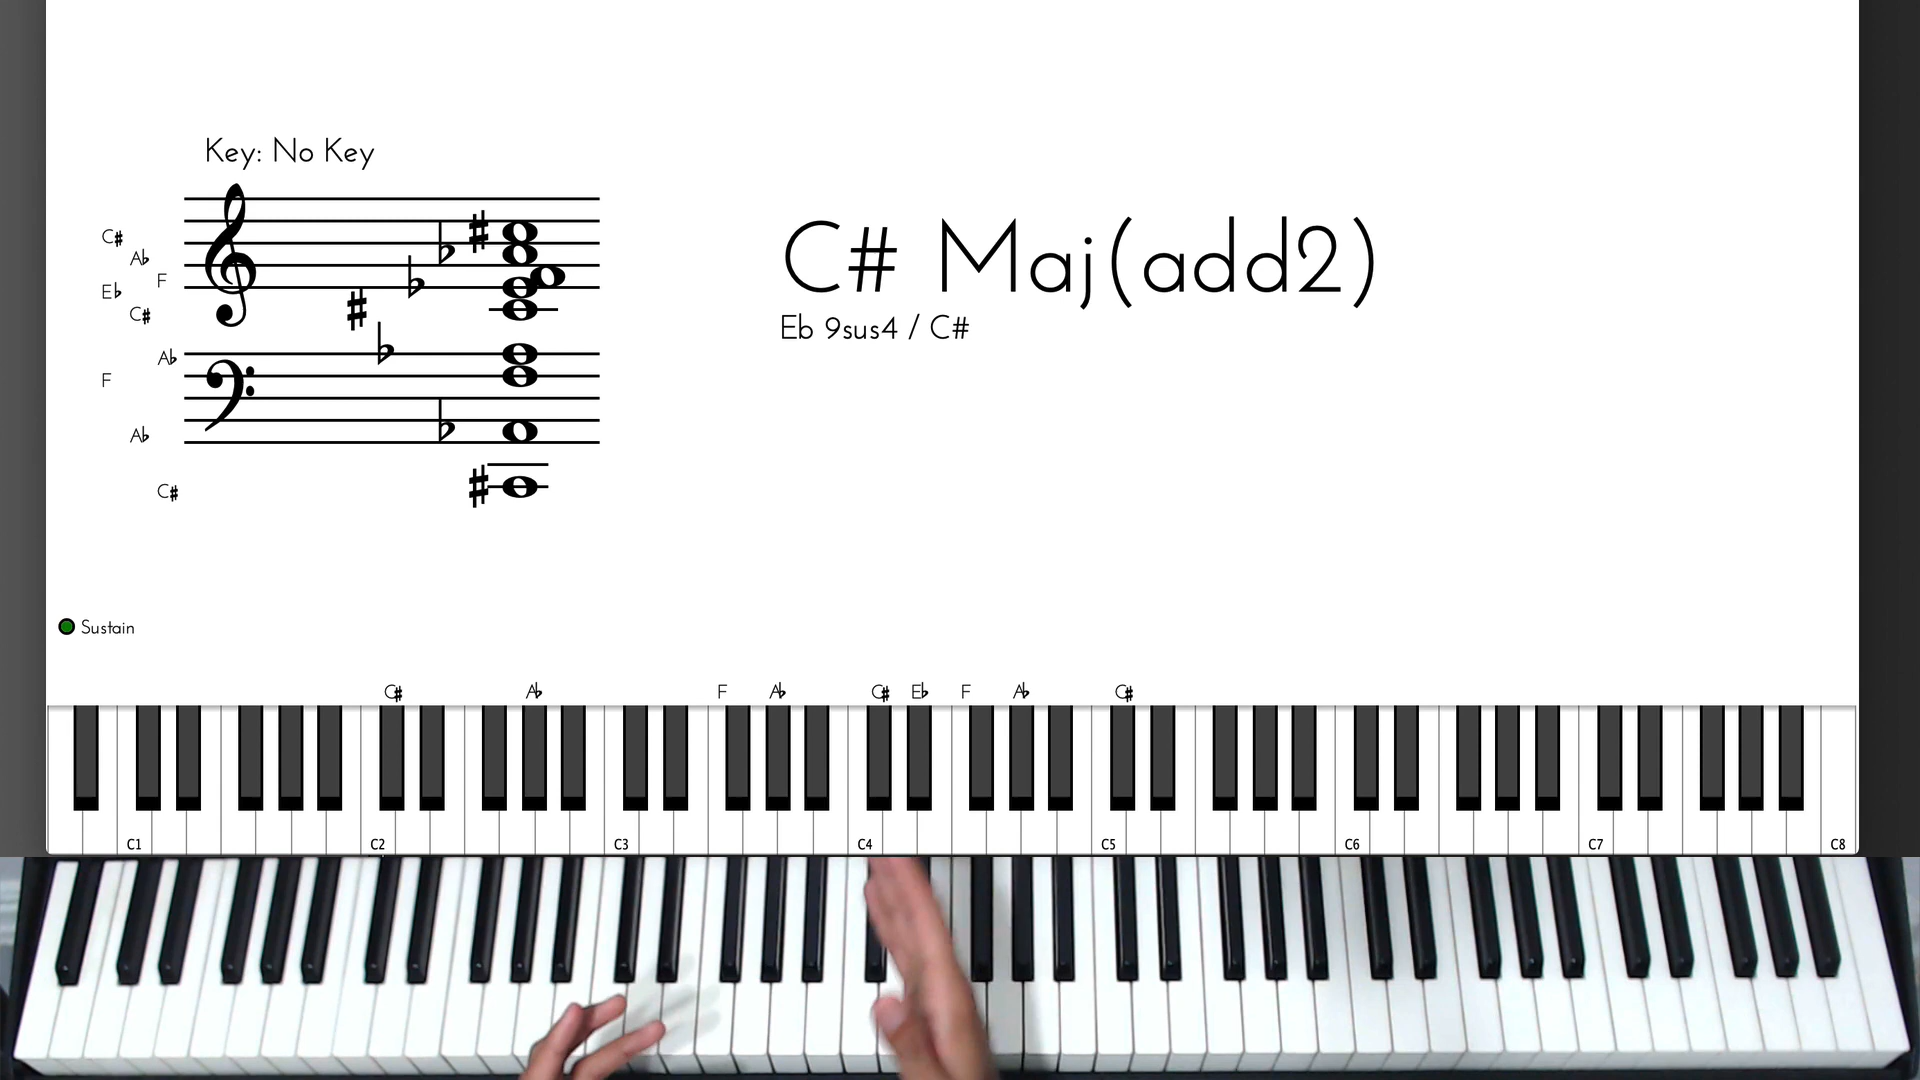 Key: No Key
C#
Ab
F
Eb
C#
Ab
F
Ab
C#
C# Maj(add2)
Eb 9sus4 / C#
Sustain
C# Ab F Ab C# Eb F Ab C#
C1 C2 C3 C4 C5 C6 C7 C8